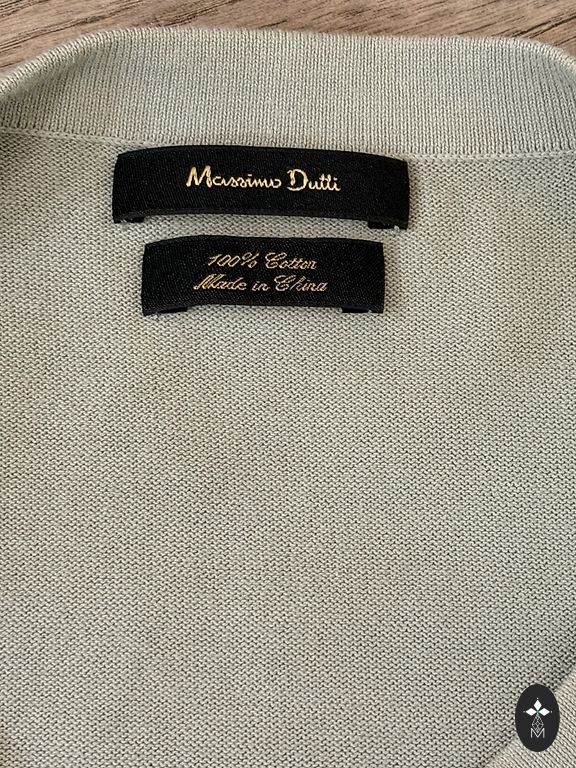 Massimo Dutti
100% Cotton
Made in China
M